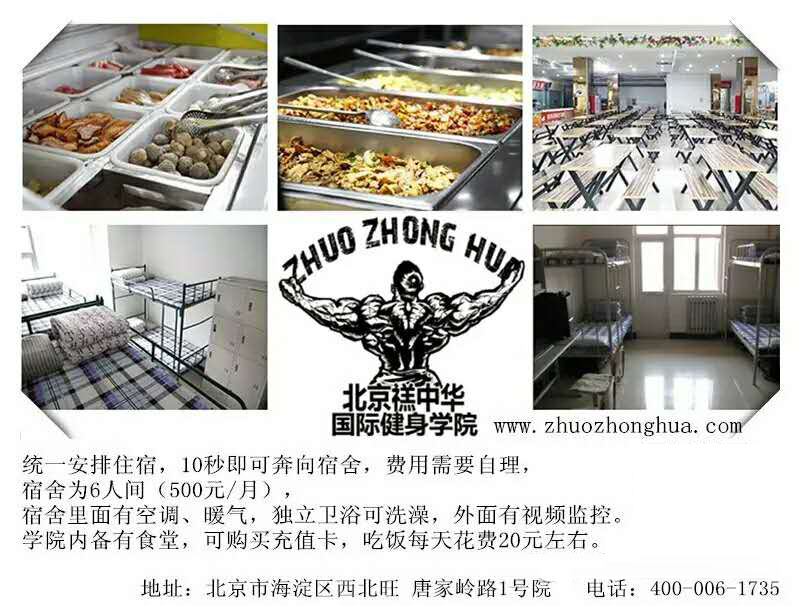 ZHUO ZHONG HUA
北京禚中华
国际健身学院
www.zhuozhonghua.com
统一安排住宿，10秒即可奔向宿舍，费用需要自理，
宿舍为6人间（500元/月），
宿舍里面有空调、暖气，独立卫浴可洗澡，外面有视频监控。
学院内备有食堂，可购买充值卡，吃饭每天花费20元左右。
地址：北京市海淀区西北旺 唐家岭路1号院 电话：400-006-1735